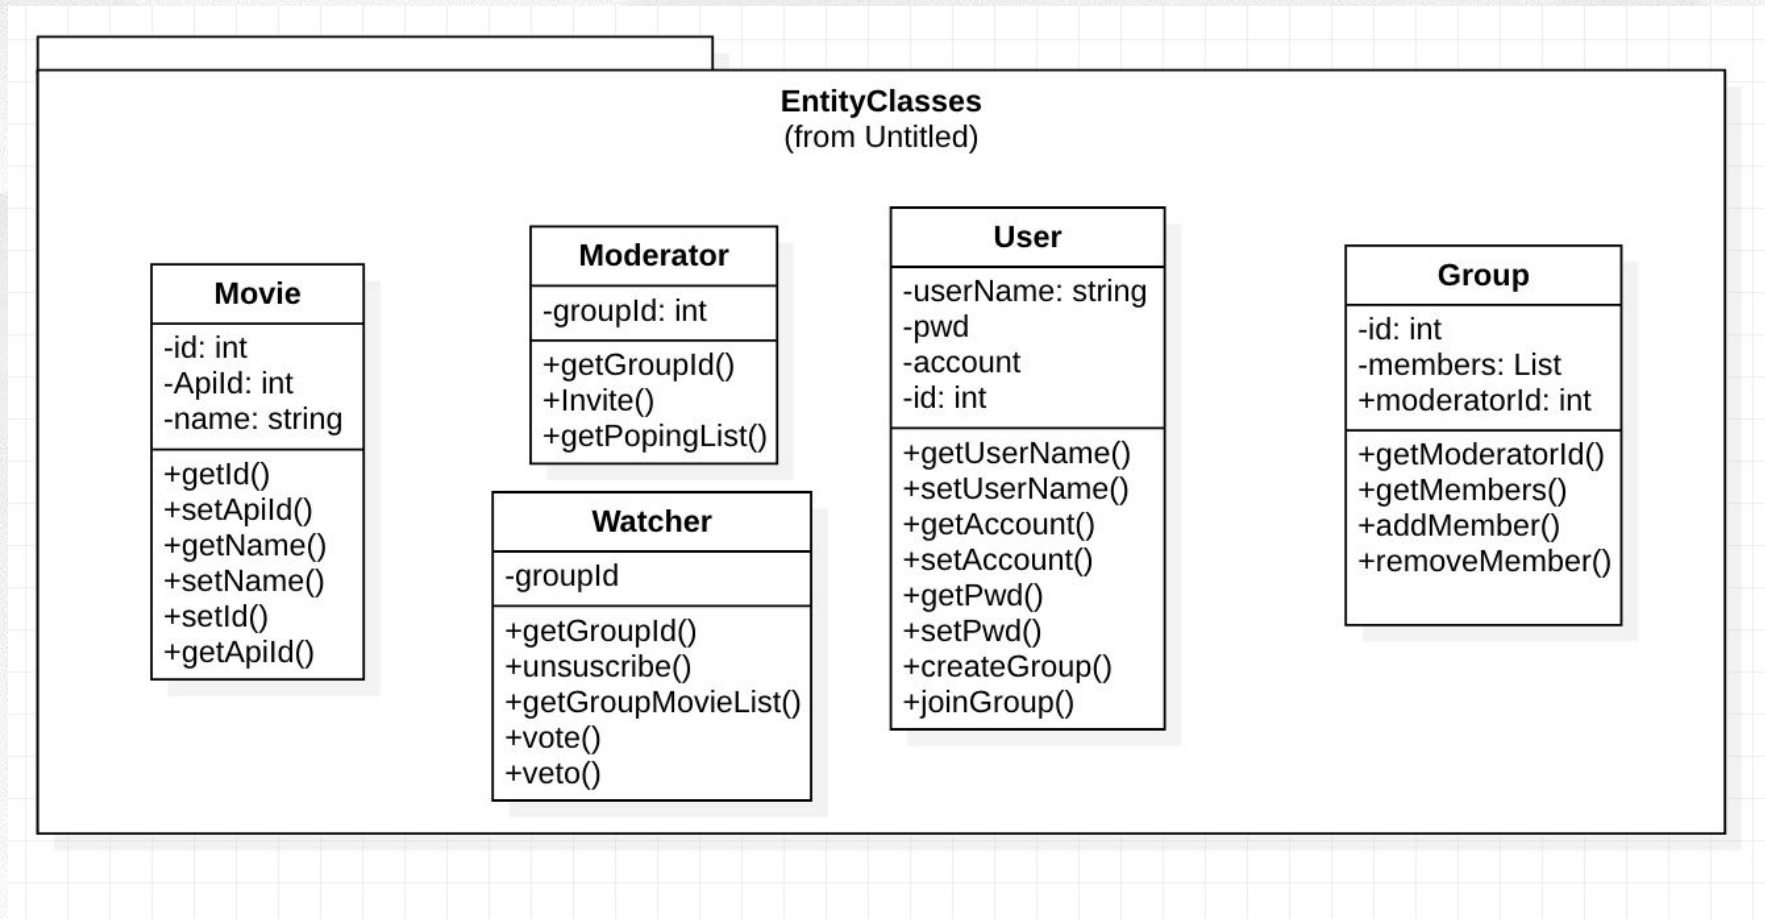 EntityClasses
(from Untitled)
Movie
-id: int
-ApiId: int
-name: string
+getId()
+setApiId()
+getName()
+setName()
+setId()
+getApiId()
Moderator
-groupId: int
+getGroupId()
+Invite()
+getPopingList()
Watcher
-groupId
+getGroupId()
+unsuscribe()
+getGroupMovieList()
+vote()
+veto()
User
-userName: string
-pwd
-account
-id: int
+getUserName()
+setUserName()
+getAccount()
+setAccount()
+getPwd()
+setPwd()
+createGroup()
+joinGroup()
Group
-id: int
-members: List
+moderatorId: int
+getModeratorId()
+getMembers()
+addMember()
+removeMember()